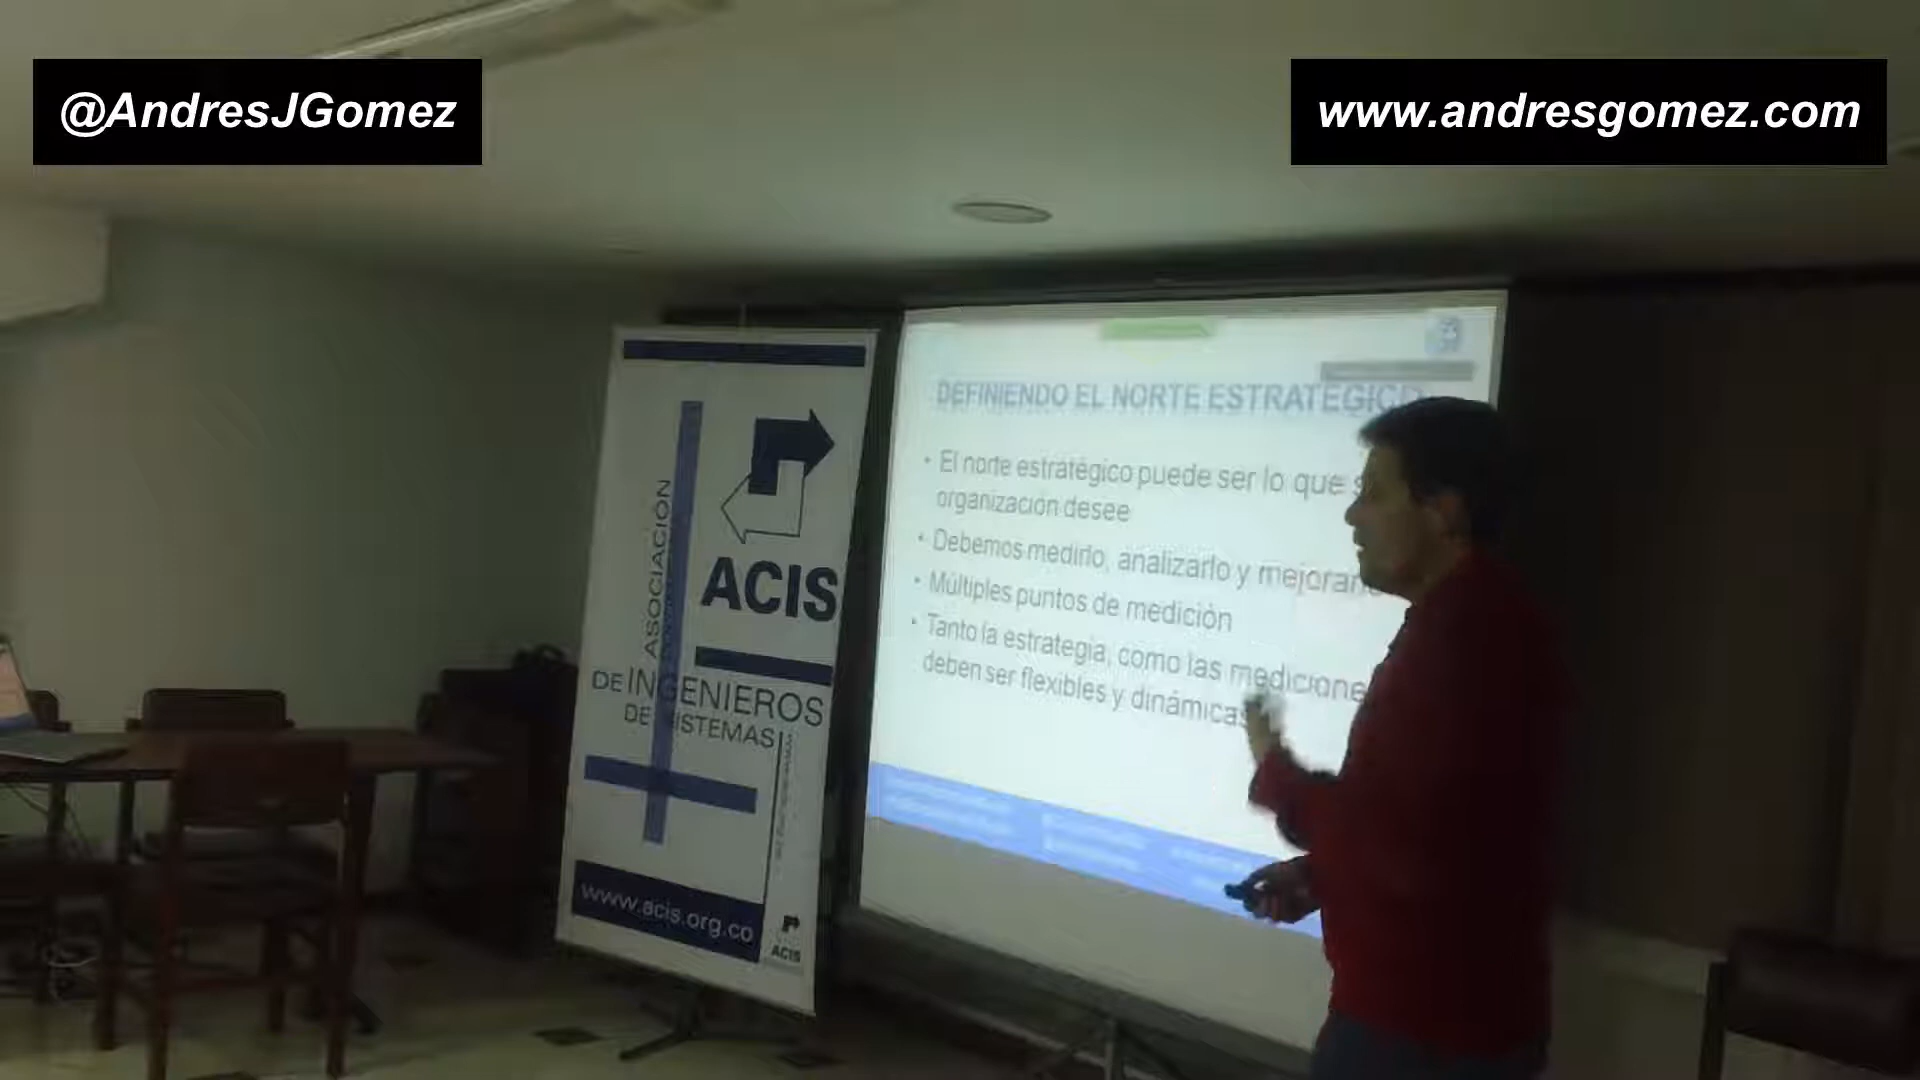 @AndresJGomez
www.andresgomez.com
ACIS
ASOCIACIÓN
DE INGENIEROS
DE SISTEMAS
www.acis.org.co
ACIS
DEFINIENDO EL NORTE ESTRATÉGICO
• El norte estratégico puede ser lo que
organización desee
• Debemos medirlo, analizarlo y
• Múltiples puntos de medición
• Tanto la estrategia, como las
deben ser flexibles y dinámicas